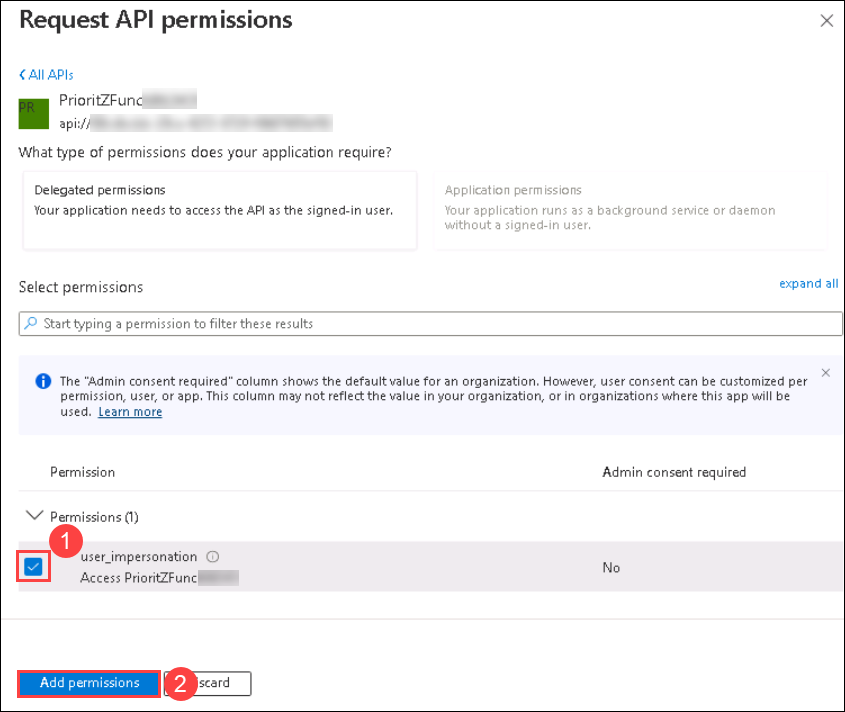 Request API permissions
All APIs
PR
PrioritZFunc
api://
What type of permissions does your application require?
Delegated permissions
Your application needs to access the API as the signed-in user.
Application permissions
Your application runs as a background service or daemon
without a signed-in user.
Select permissions
expand all
Start typing a permission to filter these results
The "Admin consent required" column shows the default value for an organization. However, user consent can be customized per
permission, user, or app. This column may not reflect the value in your organization, or in organizations where this app will be
used. Learn more
Permission
Admin consent required
Permissions (1)
1
user_impersonation
Access PrioritZFunc
No
Add permissions
2
scard